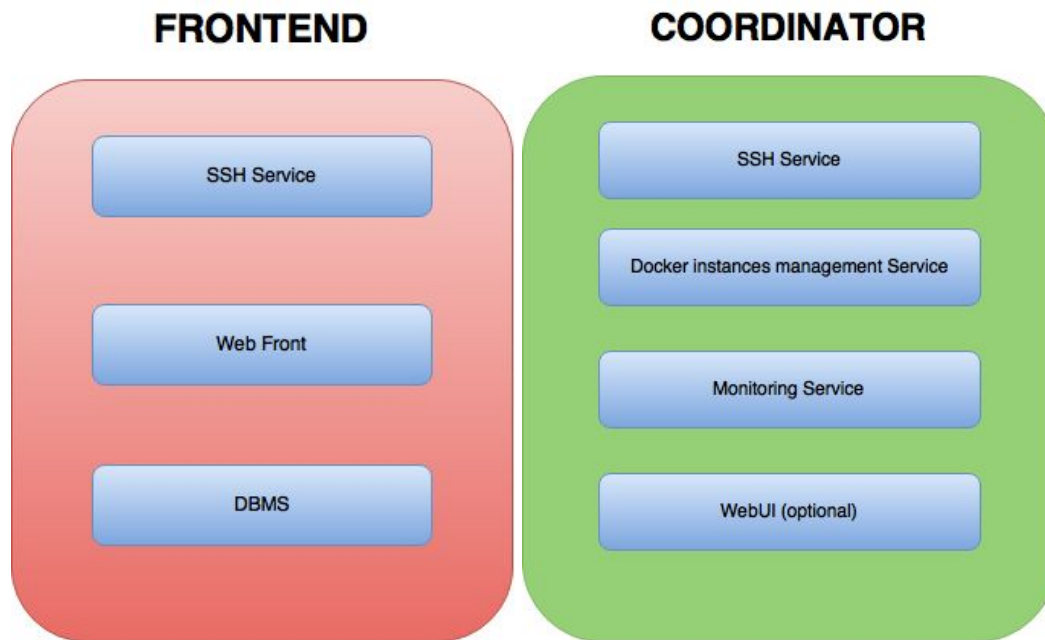 FRONTEND
SSH Service
Web Front
DBMS
COORDINATOR
SSH Service
Docker instances management Service
Monitoring Service
WebUI (optional)